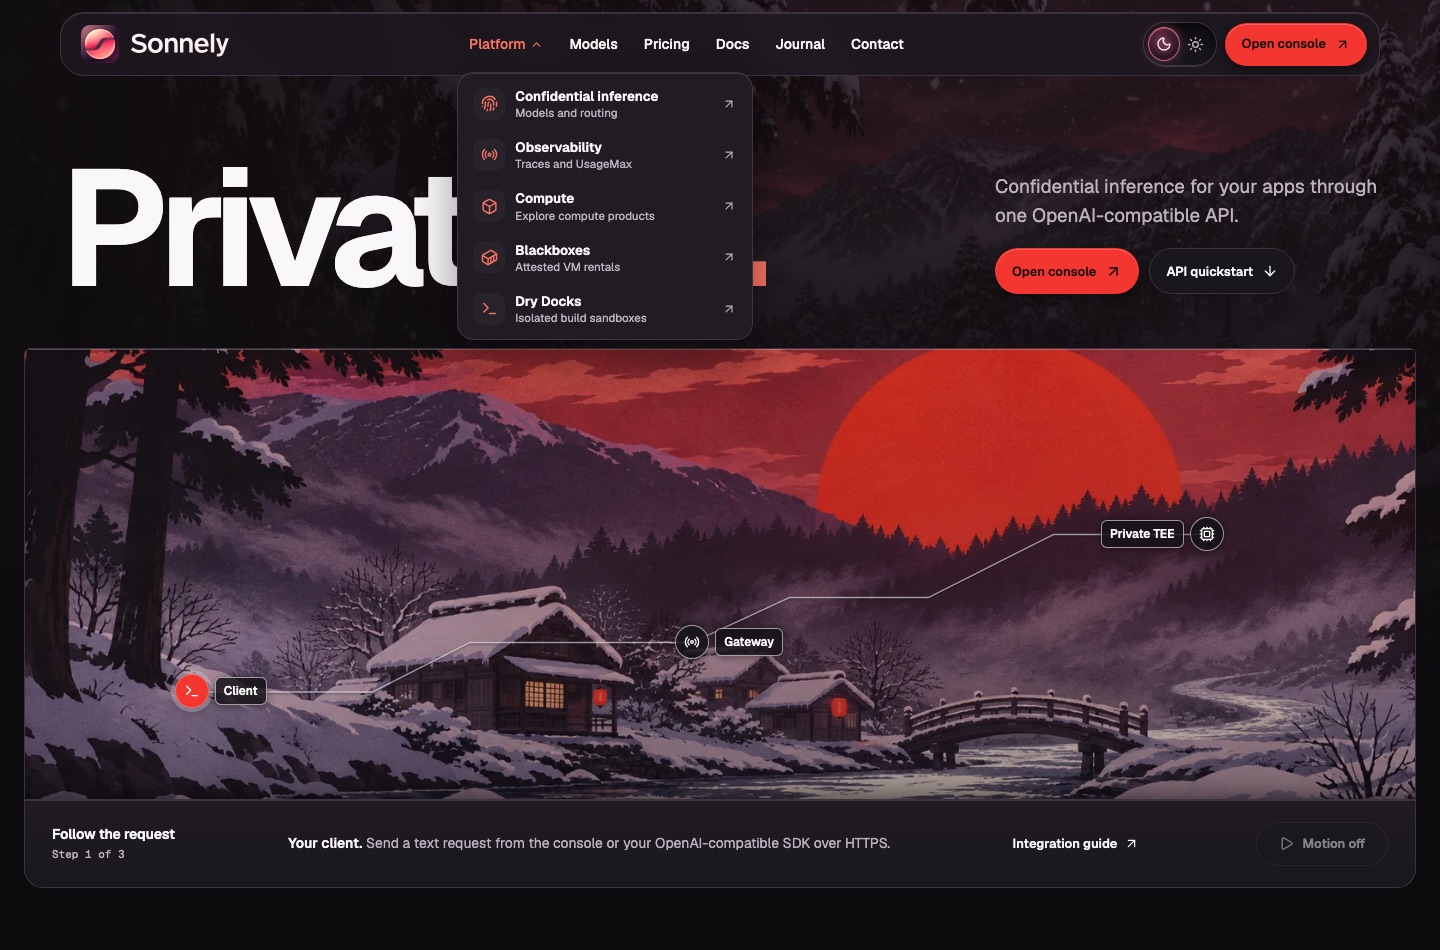 Sonnely
Platform
Models
Pricing
Docs
Journal
Contact
Open console
Confidential inference
Models and routing
Observability
Traces and UsageMax
Compute
Explore compute products
Blackboxes
Attested VM rentals
Dry Docks
Isolated build sandboxes
Privat
Confidential inference for your apps through
one OpenAI-compatible API.
Open console
API quickstart
Private TEE
Gateway
Client
Follow the request
Step 1 of 3
Your client. Send a text request from the console or your OpenAI-compatible SDK over HTTPS.
Integration guide
Motion off